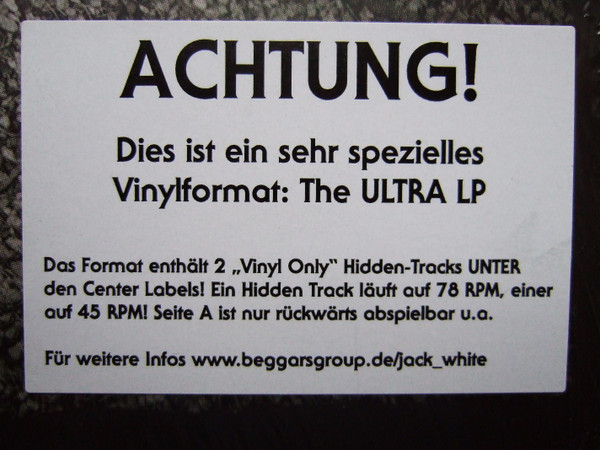 ACHTUNG!
Dies ist ein sehr spezielles
Vinylformat: The ULTRA LP
Das Format enthält 2 „Vinyl Only“ Hidden-Tracks UNTER
den Center Labels! Ein Hidden Track läuft auf 78 RPM, einer
auf 45 RPM! Seite A ist nur rückwärts abspielbar u.a.
Für weitere Infos www.beggarsgroup.de/jack_white